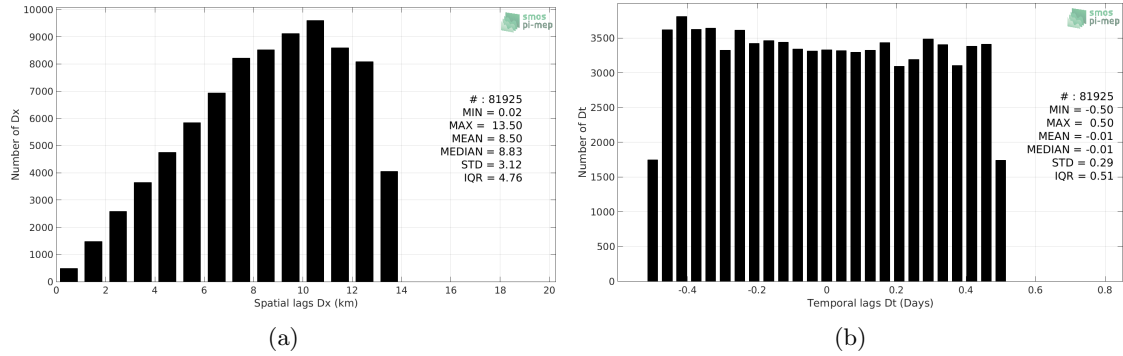 10000
9000
8000
7000
6000
5000
4000
3000
2000
1000
0
Number of Dx
smos
pi-mep
# : 81925
MIN = 0.02
MAX = 13.50
MEAN = 8.50
MEDIAN = 8.83
STD = 3.12
IQR = 4.76
0 2 4 6 8 10 12 14 16 18 20
Spatial lags Dx (km)
(a)
3500
3000
2500
2000
1500
1000
500
0
Number of Dt
smos
pi-mep
# : 81925
MIN = -0.50
MAX = 0.50
MEAN = -0.01
MEDIAN = -0.01
STD = 0.29
IQR = 0.51
-0.4 -0.2 0 0.2 0.4 0.6 0.8
Temporal lags Dt (Days)
(b)